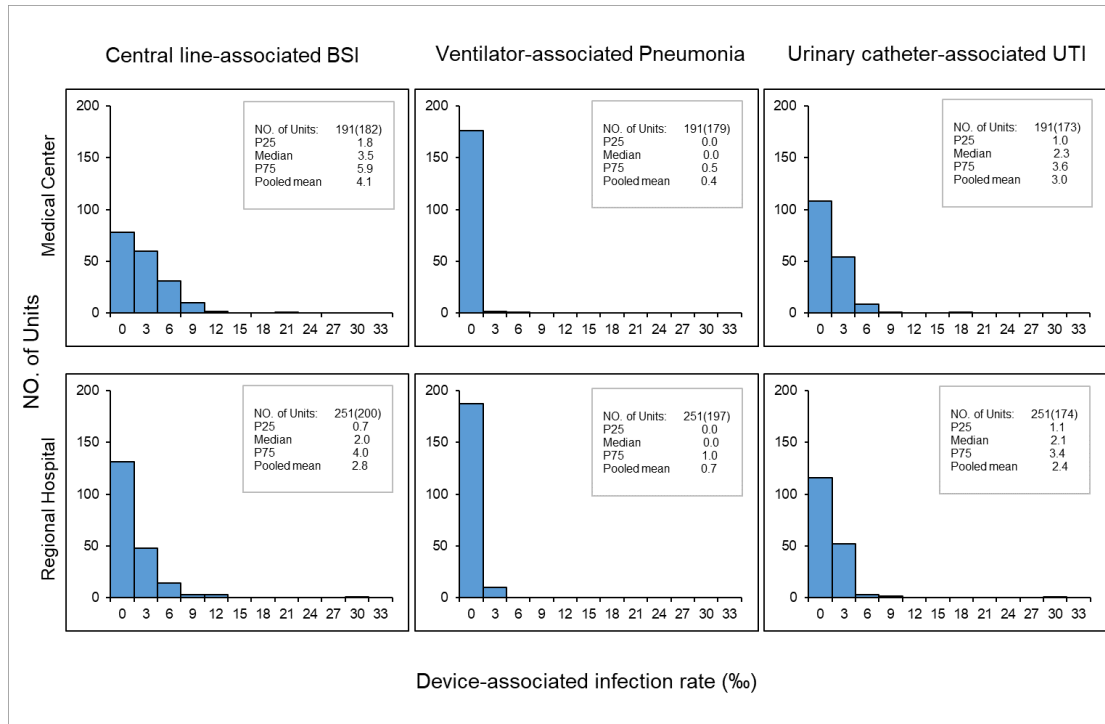 Central line-associated BSI
Ventilator-associated Pneumonia
Urinary catheter-associated UTI
NO. of Units
Medical Center
200
150
100
50
0
0 3 6 9 12 15 18 21 24 27 30 33
NO. of Units: 191(182)
P25 1.8
Median 3.5
P75 5.9
Pooled mean 4.1
200
150
100
50
0
0 3 6 9 12 15 18 21 24 27 30 33
NO. of Units: 191(179)
P25 0.0
Median 0.0
P75 0.5
Pooled mean 0.4
200
150
100
50
0
0 3 6 9 12 15 18 21 24 27 30 33
NO. of Units: 191(173)
P25 1.0
Median 2.3
P75 3.6
Pooled mean 3.0
Regional Hospital
200
150
100
50
0
0 3 6 9 12 15 18 21 24 27 30 33
NO. of Units: 251(200)
P25 0.7
Median 2.0
P75 4.0
Pooled mean 2.8
200
150
100
50
0
0 3 6 9 12 15 18 21 24 27 30 33
NO. of Units: 251(197)
P25 0.0
Median 0.0
P75 1.0
Pooled mean 0.7
200
150
100
50
0
0 3 6 9 12 15 18 21 24 27 30 33
NO. of Units: 251(174)
P25 1.1
Median 2.1
P75 3.4
Pooled mean 2.4
Device-associated infection rate (‰)